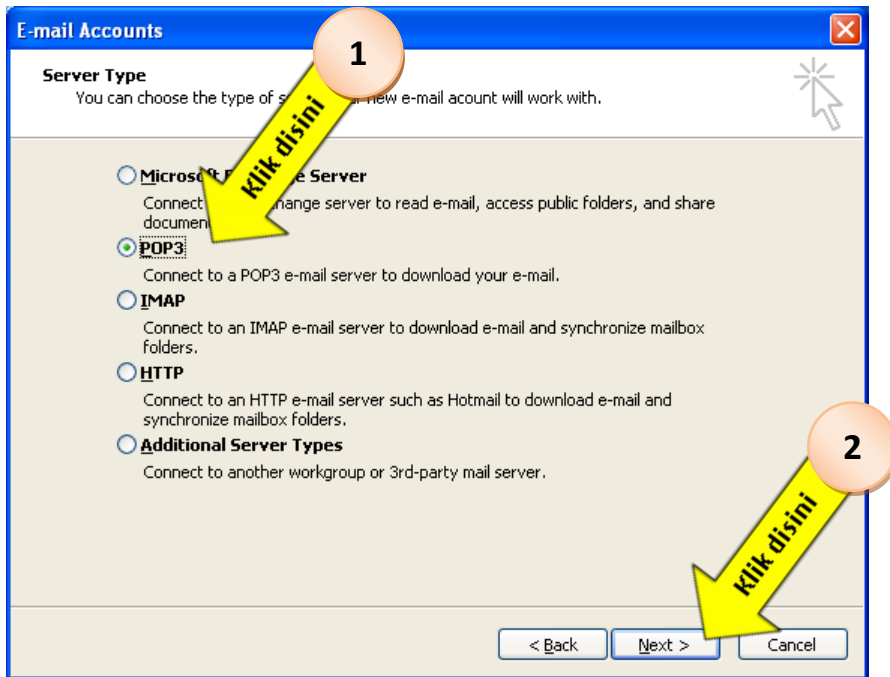 E-mail Accounts
1
Server Type
You can choose the type of s new e-mail acount will work with.
Klik disini
Microsoft E e Server
Connect hange server to read e-mail, access public folders, and share
document
POP3
Connect to a POP3 e-mail server to download your e-mail.
IMAP
Connect to an IMAP e-mail server to download e-mail and synchronize mailbox
folders.
HTTP
Connect to an HTTP e-mail server such as Hotmail to download e-mail and
synchronize mailbox folders.
Additional Server Types
Connect to another workgroup or 3rd-party mail server.
2
Klik disini
< Back Next > Cancel